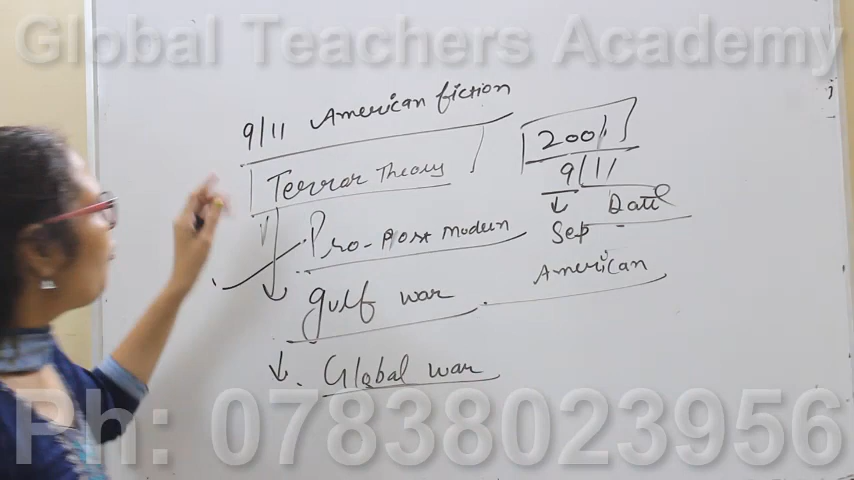 Global Teachers Academy
9/11 American fiction
Terror Theory
Pro-Post Modern
gulf war
Global war
2001
9/11
Sep Date
American
Ph: 07838023956